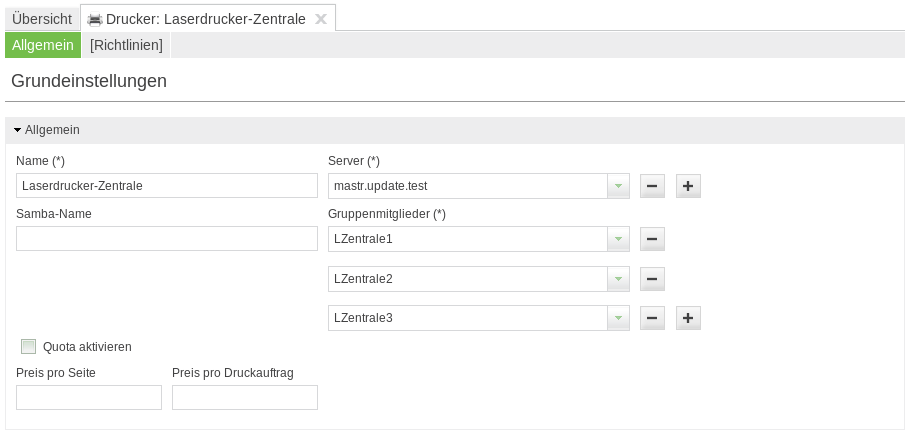 Übersicht Drucker: Laserdrucker-Zentrale
Allgemein [Richtlinien]
Grundeinstellungen
Allgemein
Name (*) Server (*)
Laserdrucker-Zentrale mastr.update.test
Samba-Name Gruppenmitglieder (*)
LZentrale1
LZentrale2
LZentrale3
Quota aktivieren
Preis pro Seite Preis pro Druckauftrag